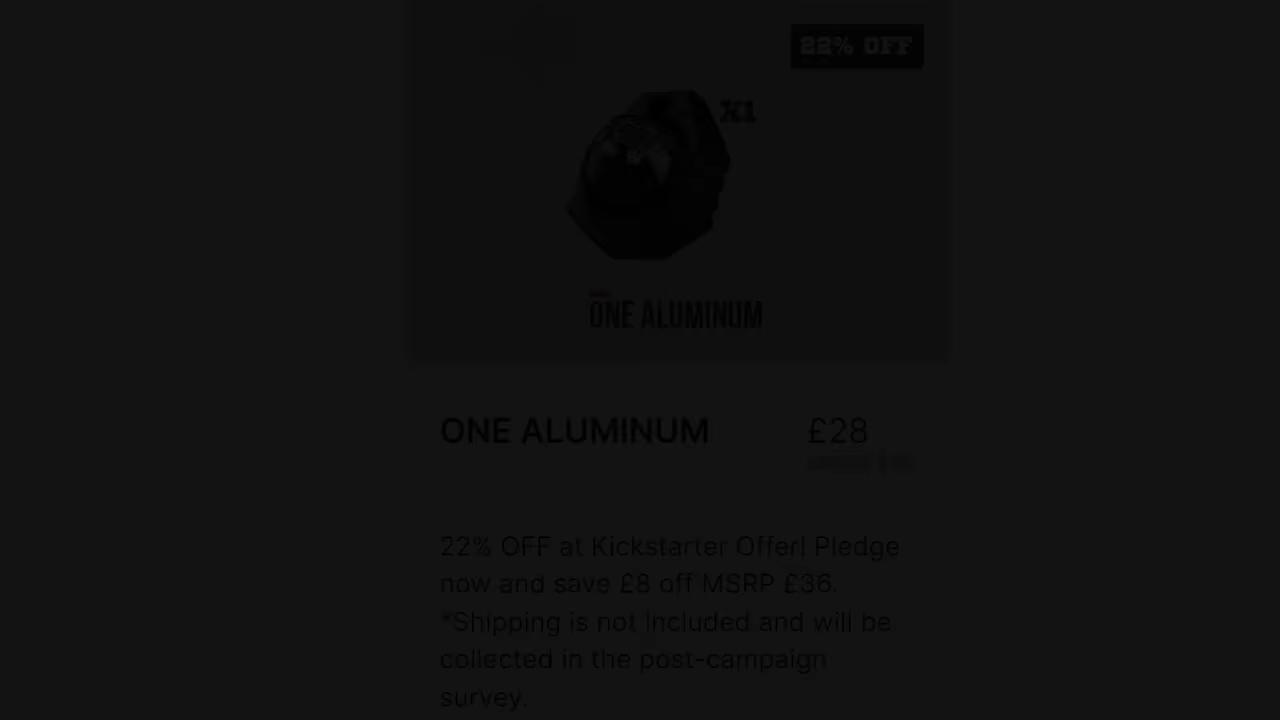 22% OFF
X1
ONE ALUMINUM
ONE ALUMINUM
£28
22% OFF at Kickstarter Offer! Pledge
now and save £8 off MSRP £36.
*Shipping is not included and will be
collected in the post-campaign
survey.